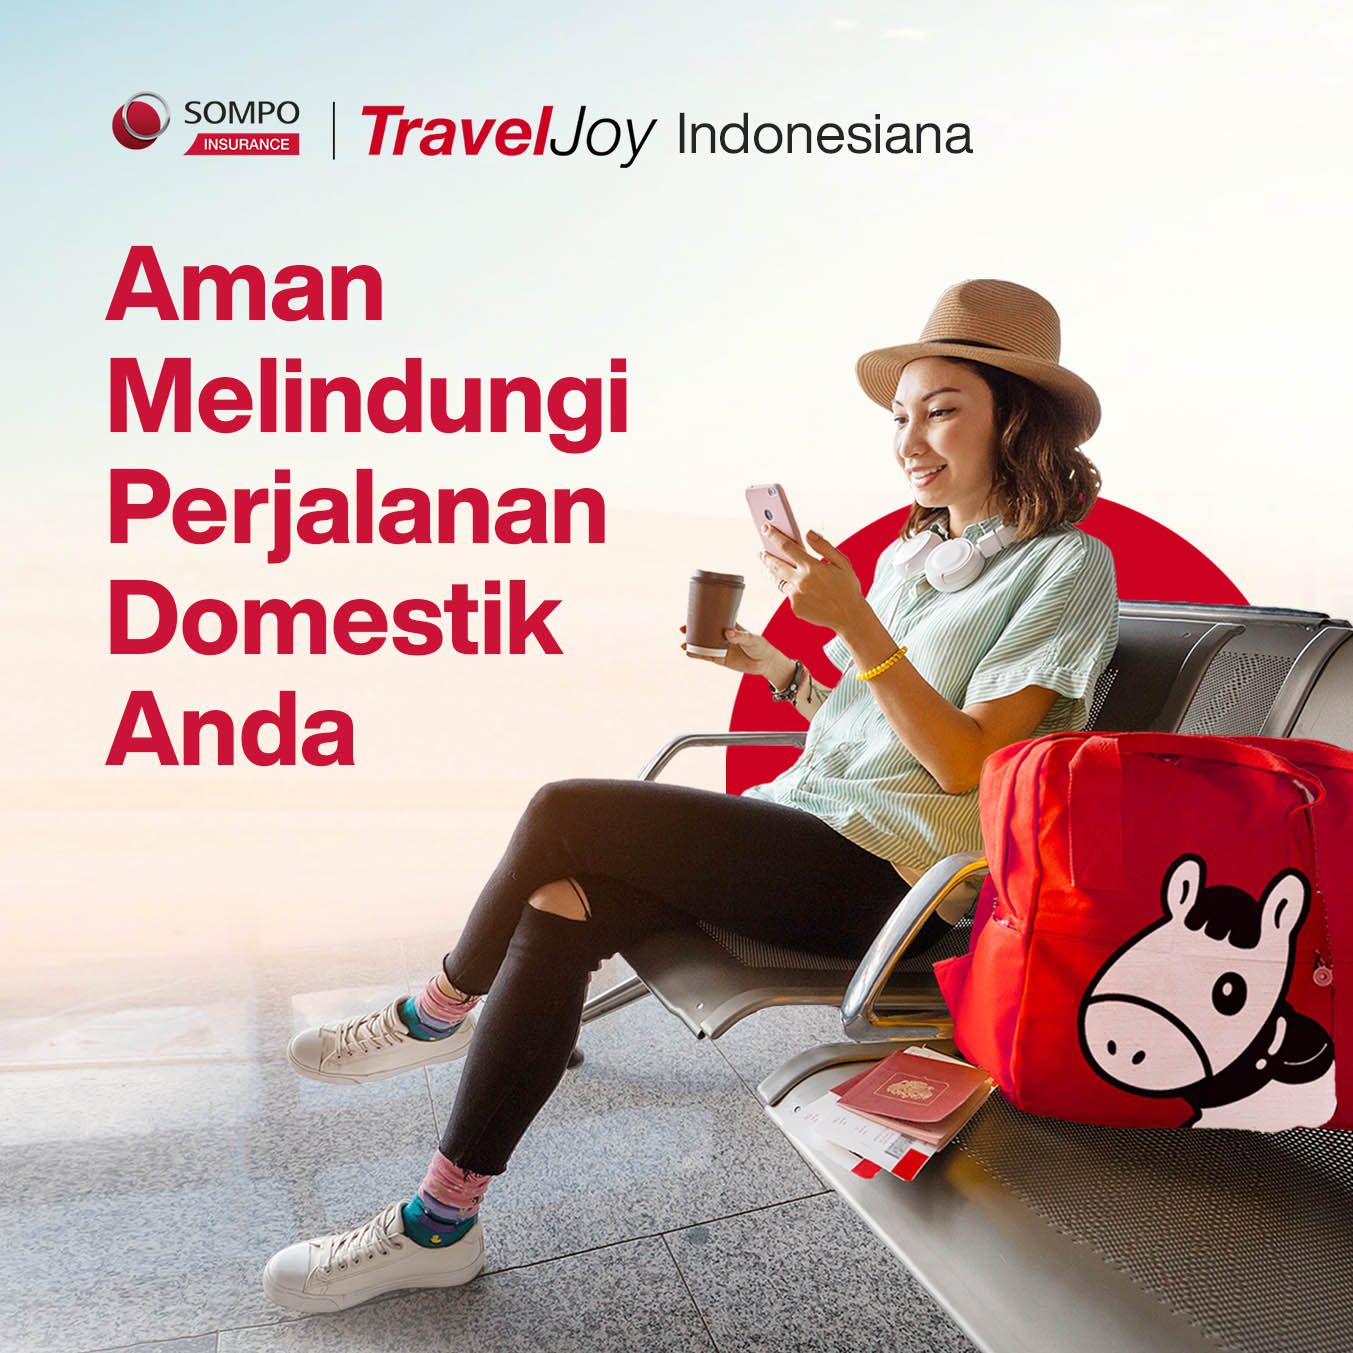 SOMPO
INSURANCE
TravelJoy Indonesiana
Aman
Melindungi
Perjalanan
Domestik
Anda